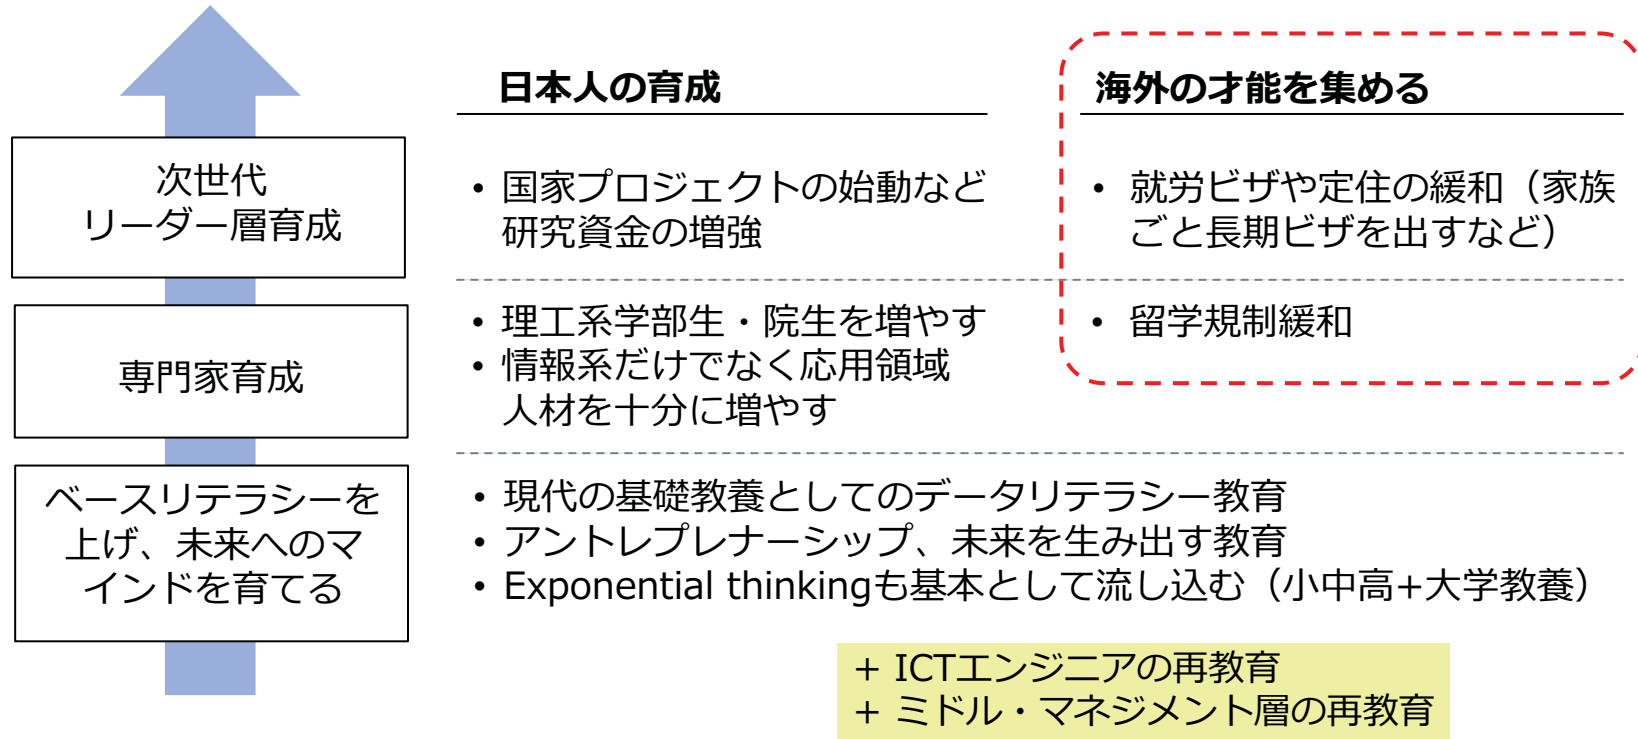 日本人の育成
海外の才能を集める
次世代
リーダー層育成
• 国家プロジェクトの始動など
研究資金の増強
• 就労ビザや定住の緩和（家族
ごと長期ビザを出すなど）
専門家育成
• 理工系学部生・院生を増やす
• 情報系だけでなく応用領域
人材を十分に増やす
• 留学規制緩和
ベースリテラシーを
上げ、未来へのマ
インドを育てる
• 現代の基礎教養としてのデータリテラシー教育
• アントレプレナーシップ、未来を生み出す教育
• Exponential thinkingも基本として流し込む（小中高+大学教養）
+ ICTエンジニアの再教育
+ ミドル・マネジメント層の再教育